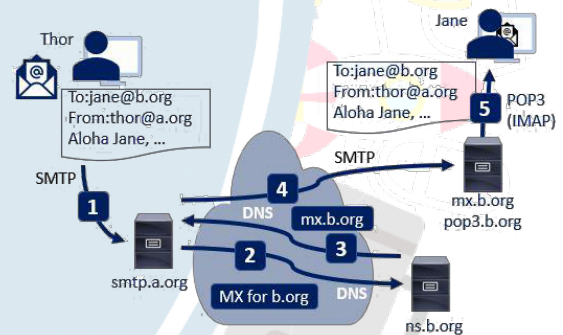 Thor
To:jane@b.org
From:thor@a.org
Aloha Jane, ...
SMTP
1
smtp.a.org
2
MX for b.org
DNS
ns.b.org
3
mx.b.org
DNS
4
SMTP
To:jane@b.org
From:thor@a.org
Aloha Jane, ...
mx.b.org
pop3.b.org
5
POP3
(IMAP)
Jane